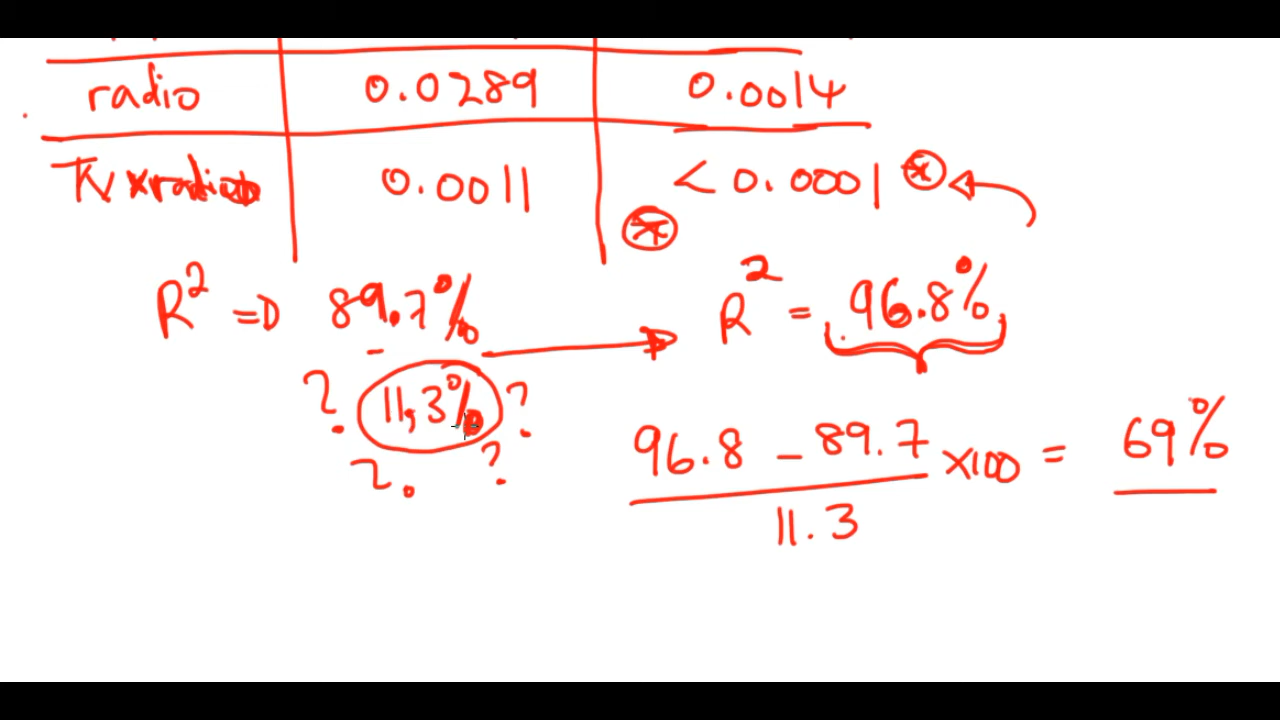 radio 0.0289 0.0014
TV x radio 0.0011 < 0.0001 *
*
R² => 89.7% R² = 96.8%
? 11,3% ?
? ?
96.8 - 89.7 x100 = 69%
11.3